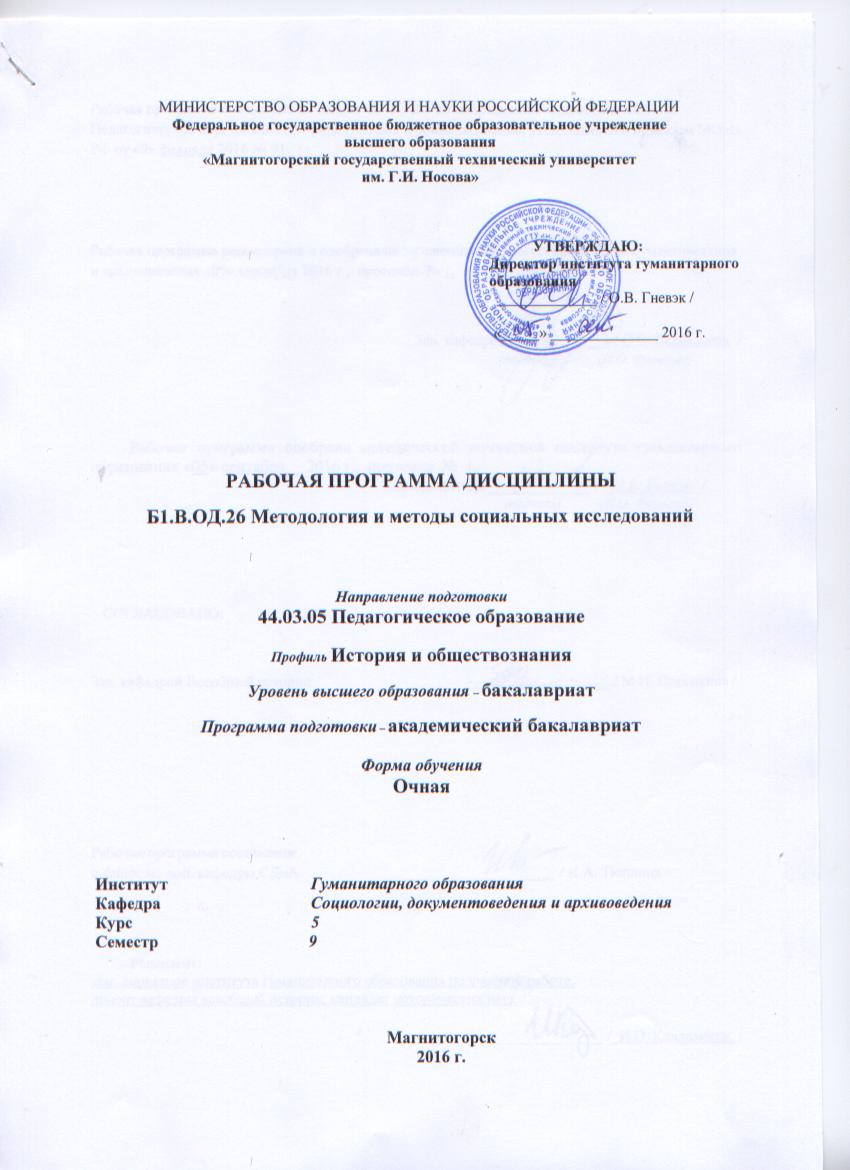 МИНИСТЕРСТВО ОБРАЗОВАНИЯ И НАУКИ РОССИЙСКОЙ ФЕДЕРАЦИИ
Федеральное государственное бюджетное образовательное учреждение
высшего образования
«Магнитогорский государственный технический университет
им. Г.И. Носова»
УТВЕРЖДАЮ:
Директор института гуманитарного
образования
/ О.В. Гневэк /
« » 2016 г.
РАБОЧАЯ ПРОГРАММА ДИСЦИПЛИНЫ
Б1.В.ОД.26 Методология и методы социальных исследований
Направление подготовки
44.03.05 Педагогическое образование
Профиль История и обществознания
Уровень высшего образования – бакалавриат
Программа подготовки – академический бакалавриат
Форма обучения
Очная
Институт Гуманитарного образования
Кафедра Социологии, документоведения и архивоведения
Курс 5
Семестр 9
Магнитогорск
2016 г.